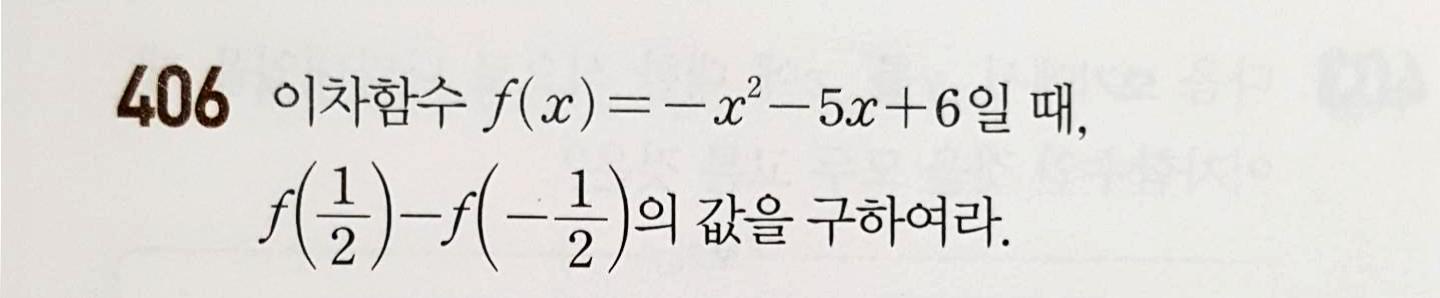 406 이차함수 f(x)=-x²-5x+6일 때,
f(1/2)-f(-1/2)의 값을 구하여라.